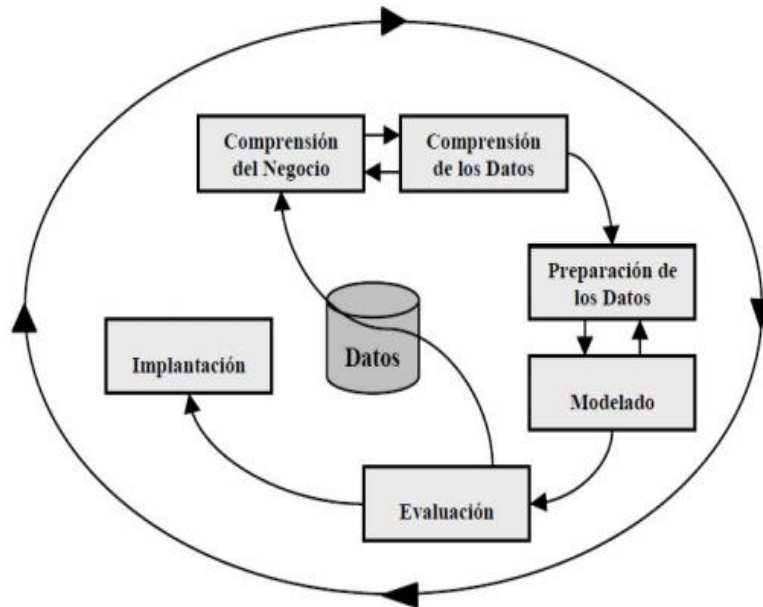 Comprensión
del Negocio
Comprensión
de los Datos
Preparación de
los Datos
Modelado
Evaluación
Implantación
Datos